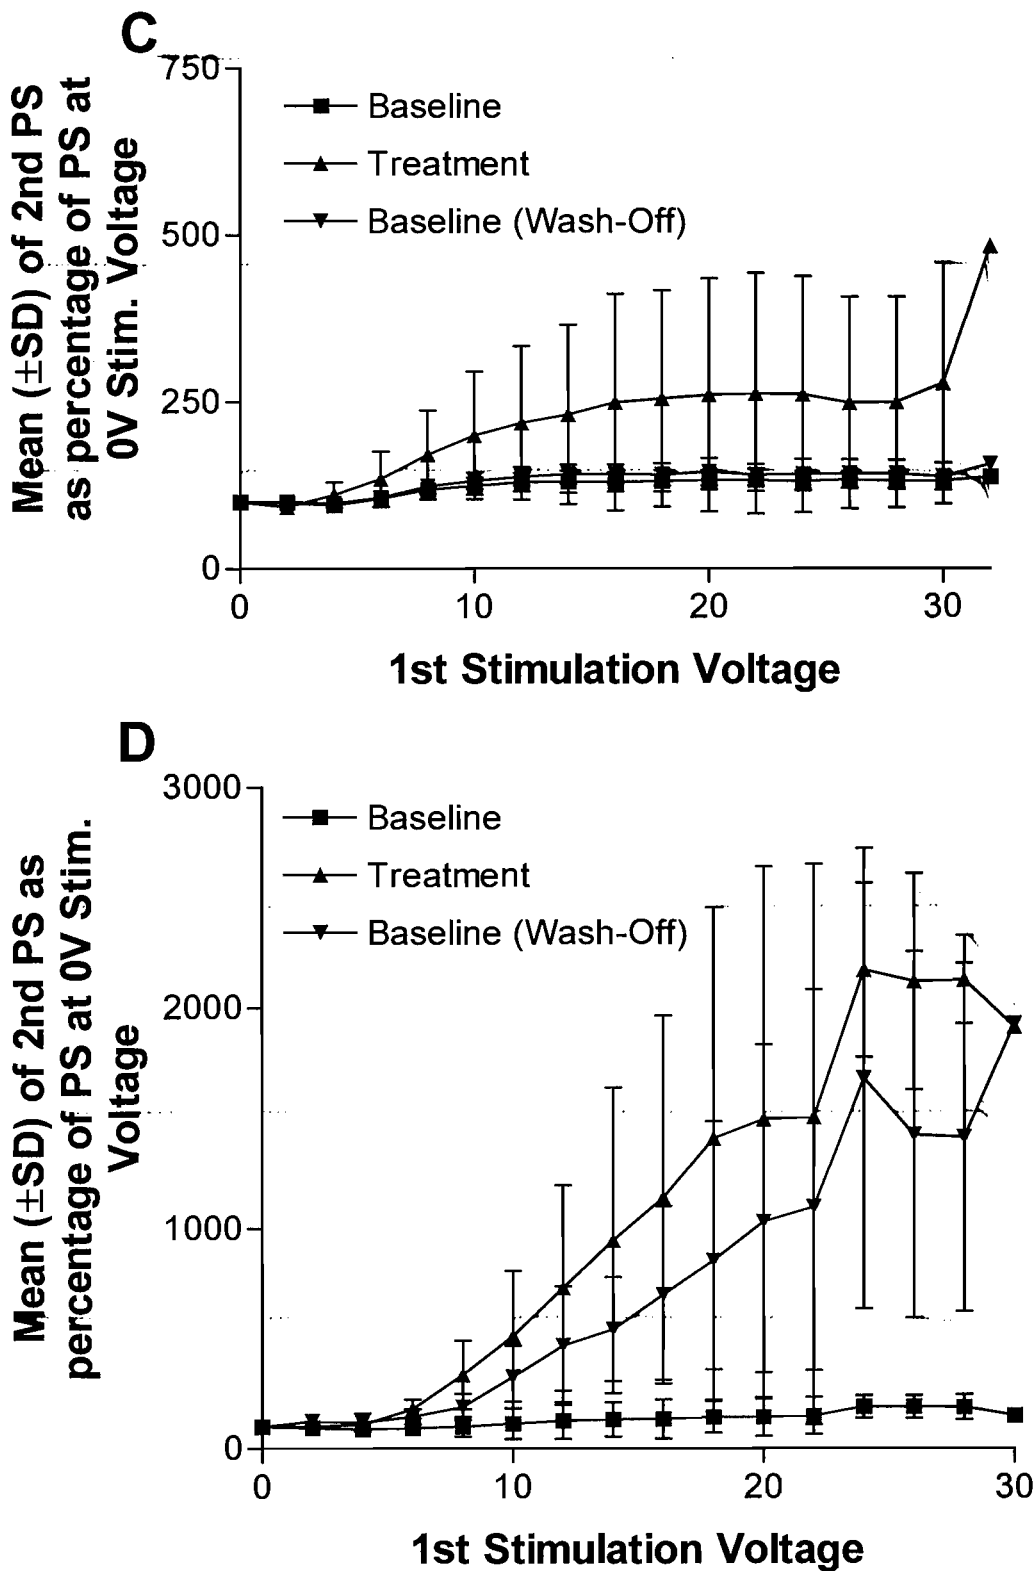 C
Mean (±SD) of 2nd PS
as percentage of PS at
0V Stim. Voltage
750
500
250
0
Baseline
Treatment
Baseline (Wash-Off)
0 10 20 30
1st Stimulation Voltage
D
Mean (±SD) of 2nd PS as
percentage of PS at 0V Stim.
Voltage
3000
2000
1000
0
Baseline
Treatment
Baseline (Wash-Off)
0 10 20 30
1st Stimulation Voltage